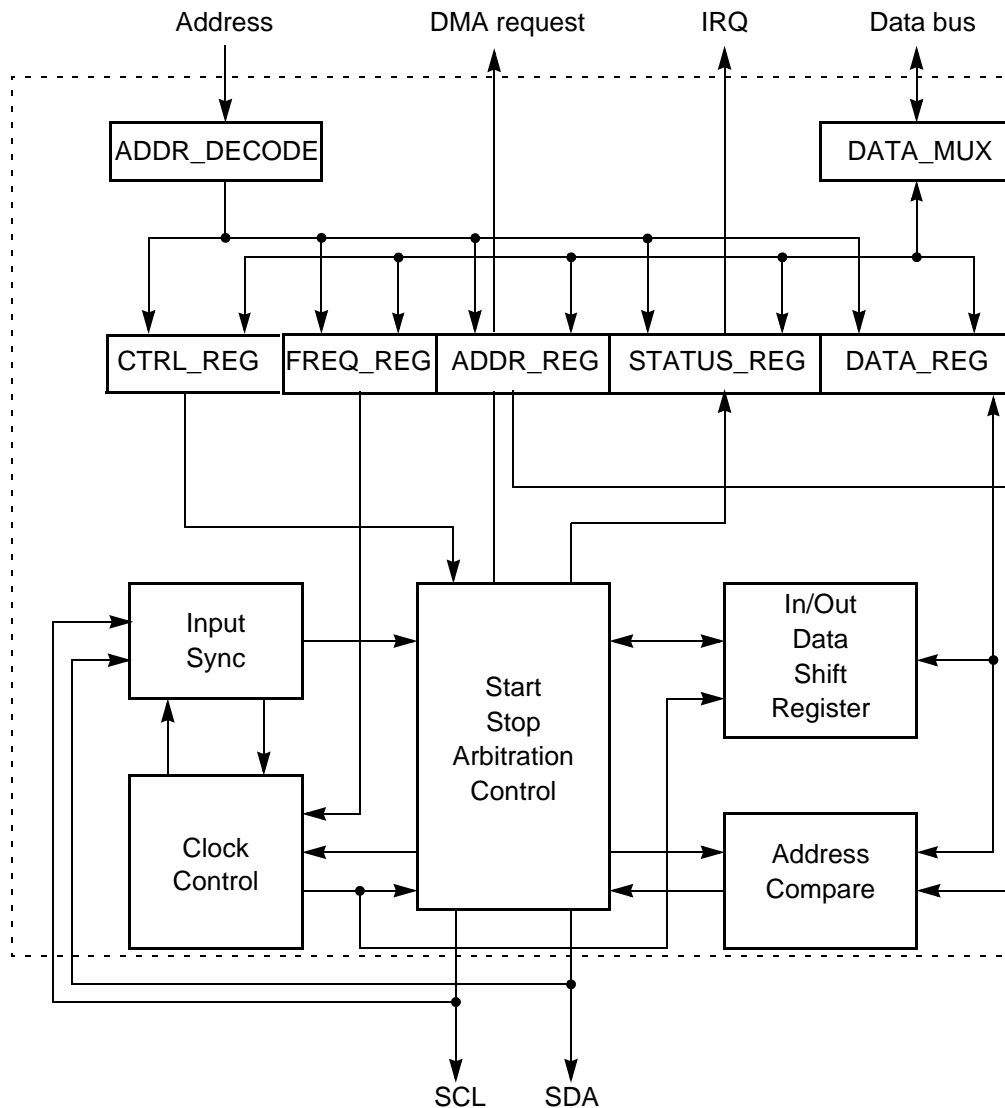 Address
DMA request
IRQ
Data bus
ADDR_DECODE
DATA_MUX
CTRL_REG
FREQ_REG
ADDR_REG
STATUS_REG
DATA_REG
Input
Sync
Start
Stop
Arbitration
Control
In/Out
Data
Shift
Register
Clock
Control
Address
Compare
SCL
SDA